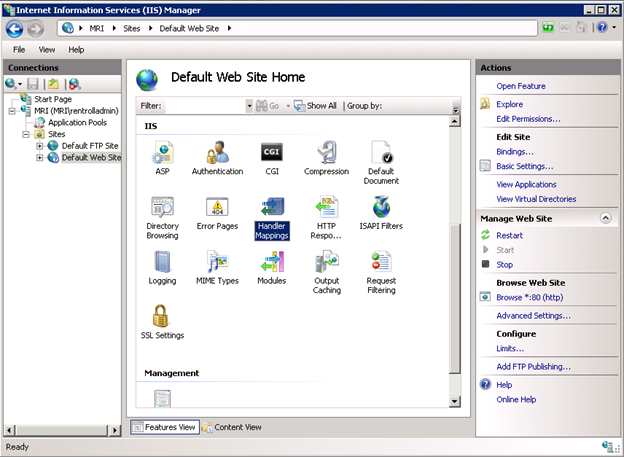 Internet Information Services (IIS) Manager
MRI Sites Default Web Site
File View Help
Connections
Start Page
MRI (MRI\rentrolladmin)
Application Pools
Sites
Default FTP Site
Default Web Site
Default Web Site Home
Filter: Go Show All Group by:
IIS
ASP Authentication CGI Compression Default Document
Directory Browsing Error Pages Handler Mappings HTTP Respo... ISAPI Filters
404
Logging MIME Types Modules Output Caching Request Filtering
SSL Settings
Management
Features View Content View
Actions
Open Feature
Explore
Edit Permissions...
Edit Site
Bindings...
Basic Settings...
View Applications
View Virtual Directories
Manage Web Site
Restart
Start
Stop
Browse Web Site
Browse *:80 (http)
Advanced Settings...
Configure
Limits...
Add FTP Publishing...
Help
Online Help
Ready